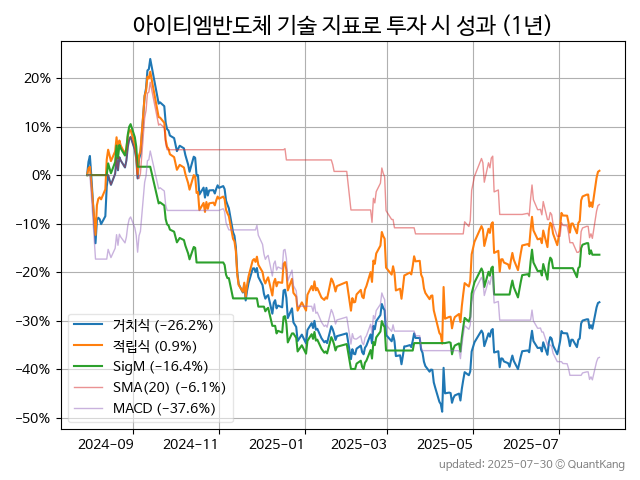 아이티엠반도체 기술 지표로 투자 시 성과 (1년)
20%
10%
0%
−10%
−20%
−30%
−40%
−50%
거치식 (−26.2%)
적립식 (0.9%)
SigM (−16.4%)
SMA(20) (−6.1%)
MACD (−37.6%)
2024-09
2024-11
2025-01
2025-03
2025-05
2025-07
updated: 2025-07-30 © QuantKang